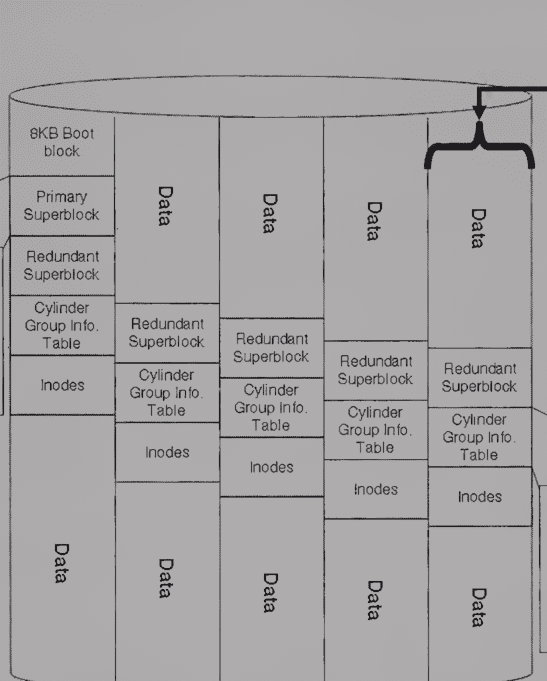 8KB Boot
block
Primary
Superblock
Redundant
Superblock
Cylinder
Group Info.
Table
Inodes
Data
Data
Redundant
Superblock
Cylinder
Group Info.
Table
Inodes
Data
Data
Redundant
Superblock
Cylinder
Group Info.
Table
Inodes
Data
Data
Redundant
Superblock
Cylinder
Group Info.
Table
Inodes
Data
Data
Redundant
Superblock
Cylinder
Group Info.
Table
Inodes
Data